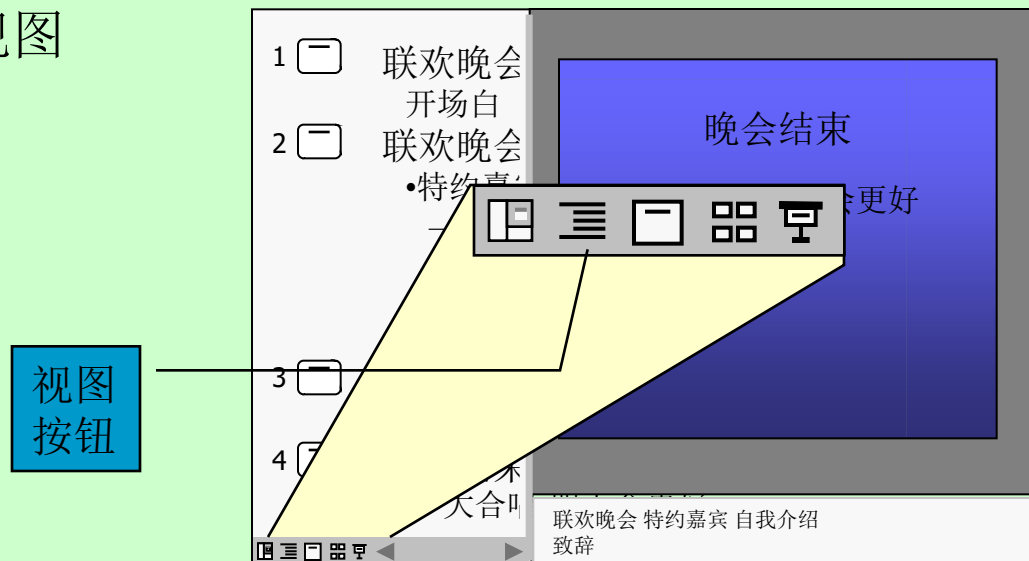 视图
1 联欢晚会
开场白
2 联欢晚会
•特约嘉
3
4
大合唱
晚会结束
会更好
视图
按钮
联欢晚会 特约嘉宾 自我介绍
致辞